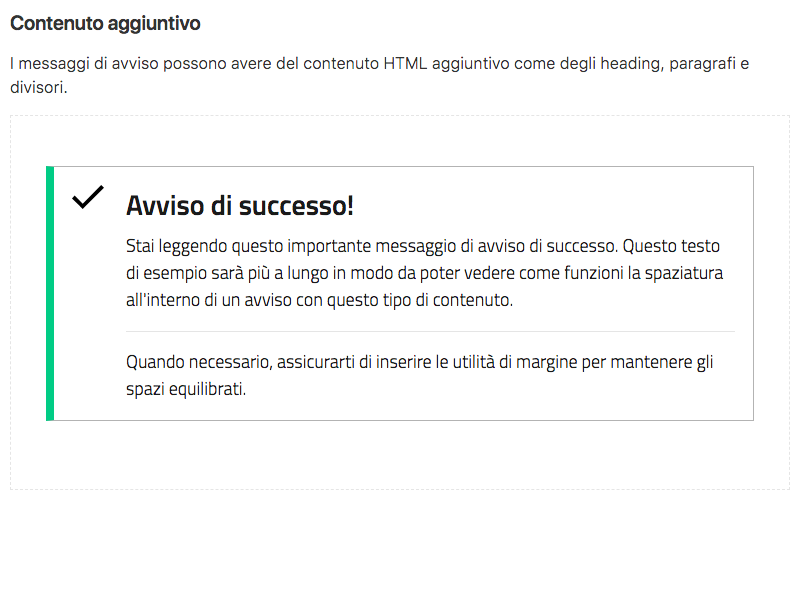 Contenuto aggiuntivo
I messaggi di avviso possono avere del contenuto HTML aggiuntivo come degli heading, paragrafi e
divisori.
Avviso di successo!
Stai leggendo questo importante messaggio di avviso di successo. Questo testo
di esempio sarà più a lungo in modo da poter vedere come funzioni la spaziatura
all'interno di un avviso con questo tipo di contenuto.
Quando necessario, assicurarti di inserire le utilità di margine per mantenere gli
spazi equilibrati.